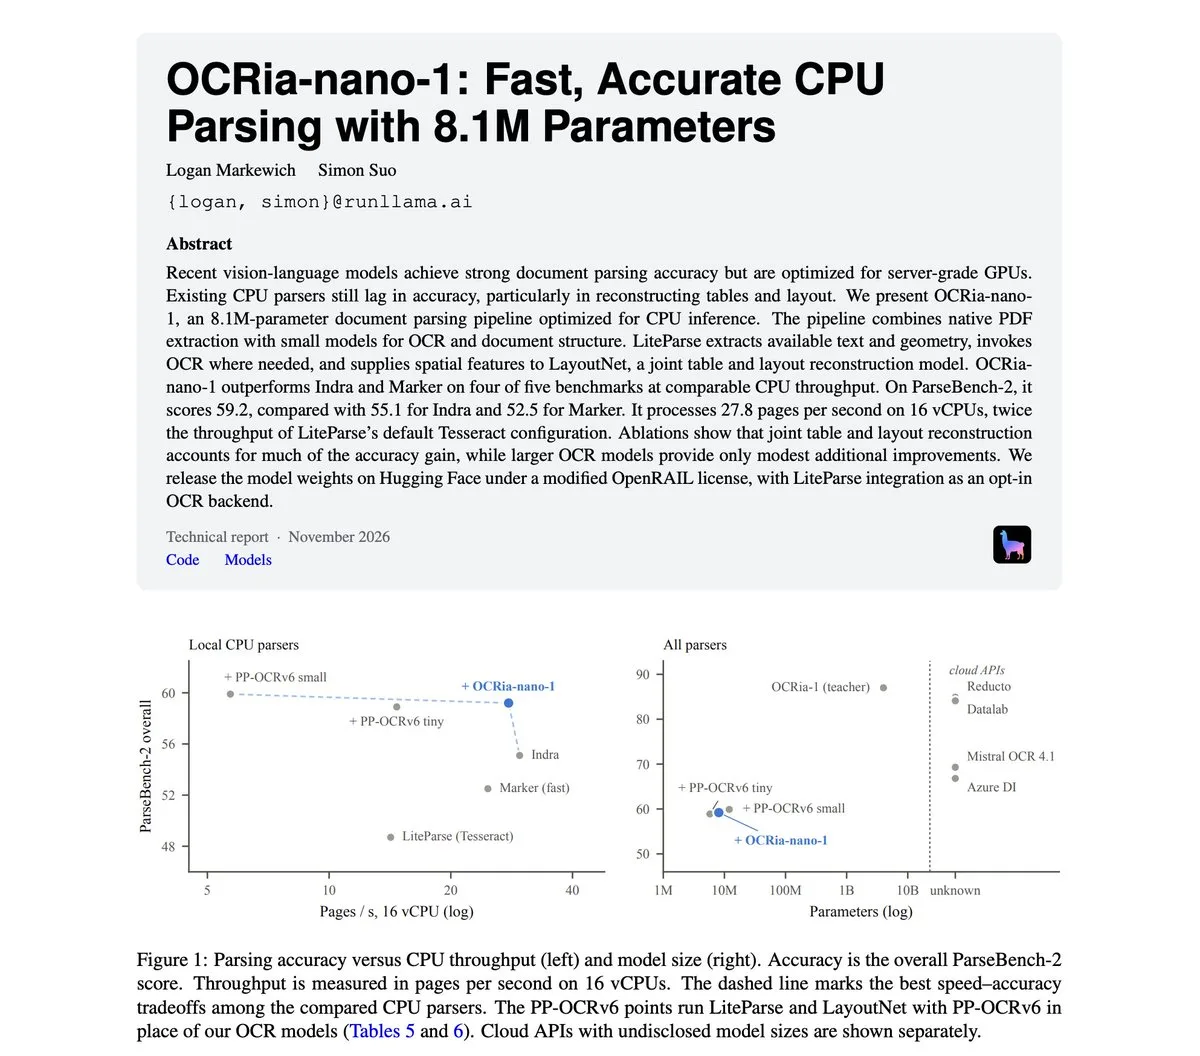 OCRia-nano-1: Fast, Accurate CPU
Parsing with 8.1M Parameters
Logan Markewich Simon Suo
{logan, simon}@runllama.ai
Abstract
Recent vision-language models achieve strong document parsing accuracy but are optimized for server-grade GPUs.
Existing CPU parsers still lag in accuracy, particularly in reconstructing tables and layout. We present OCRia-nano-
1, an 8.1M-parameter document parsing pipeline optimized for CPU inference. The pipeline combines native PDF
extraction with small models for OCR and document structure. LiteParse extracts available text and geometry, invokes
OCR where needed, and supplies spatial features to LayoutNet, a joint table and layout reconstruction model. OCRia-
nano-1 outperforms Indra and Marker on four of five benchmarks at comparable CPU throughput. On ParseBench-2, it
scores 59.2, compared with 55.1 for Indra and 52.5 for Marker. It processes 27.8 pages per second on 16 vCPUs, twice
the throughput of LiteParse's default Tesseract configuration. Ablations show that joint table and layout reconstruction
accounts for much of the accuracy gain, while larger OCR models provide only modest additional improvements. We
release the model weights on Hugging Face under a modified OpenRAIL license, with LiteParse integration as an opt-in
OCR backend.
Technical report · November 2026
Code Models
Local CPU parsers
ParseBench-2 overall
60
56
52
48
+ PP-OCRv6 small
+ OCRia-nano-1
+ PP-OCRv6 tiny
Indra
Marker (fast)
LiteParse (Tesseract)
5 10 20 40
Pages / s, 16 vCPU (log)
All parsers
90
80
70
60
50
cloud APIs
OCRia-1 (teacher)
Reducto
Datalab
Mistral OCR 4.1
Azure DI
+ PP-OCRv6 tiny
+ PP-OCRv6 small
+ OCRia-nano-1
1M 10M 100M 1B 10B unknown
Parameters (log)
Figure 1: Parsing accuracy versus CPU throughput (left) and model size (right). Accuracy is the overall ParseBench-2
score. Throughput is measured in pages per second on 16 vCPUs. The dashed line marks the best speed–accuracy
tradeoffs among the compared CPU parsers. The PP-OCRv6 points run LiteParse and LayoutNet with PP-OCRv6 in
place of our OCR models (Tables 5 and 6). Cloud APIs with undisclosed model sizes are shown separately.